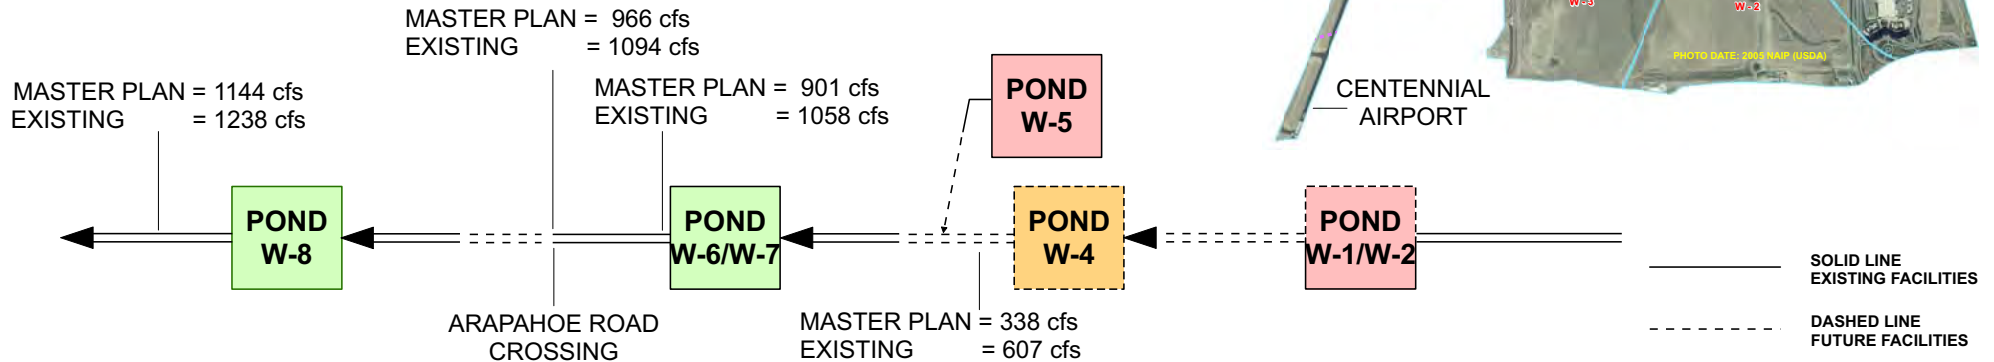 MASTER PLAN = 966 cfs
EXISTING = 1094 cfs
MASTER PLAN = 1144 cfs
EXISTING = 1238 cfs
MASTER PLAN = 901 cfs
EXISTING = 1058 cfs
POND
W-5
W-3
W-2
PHOTO DATE: 2005 NAIP (USDA)
CENTENNIAL
AIRPORT
POND
W-8
POND
W-6/W-7
POND
W-4
POND
W-1/W-2
ARAPAHOE ROAD
CROSSING
MASTER PLAN = 338 cfs
EXISTING = 607 cfs
SOLID LINE
EXISTING FACILITIES
DASHED LINE
FUTURE FACILITIES